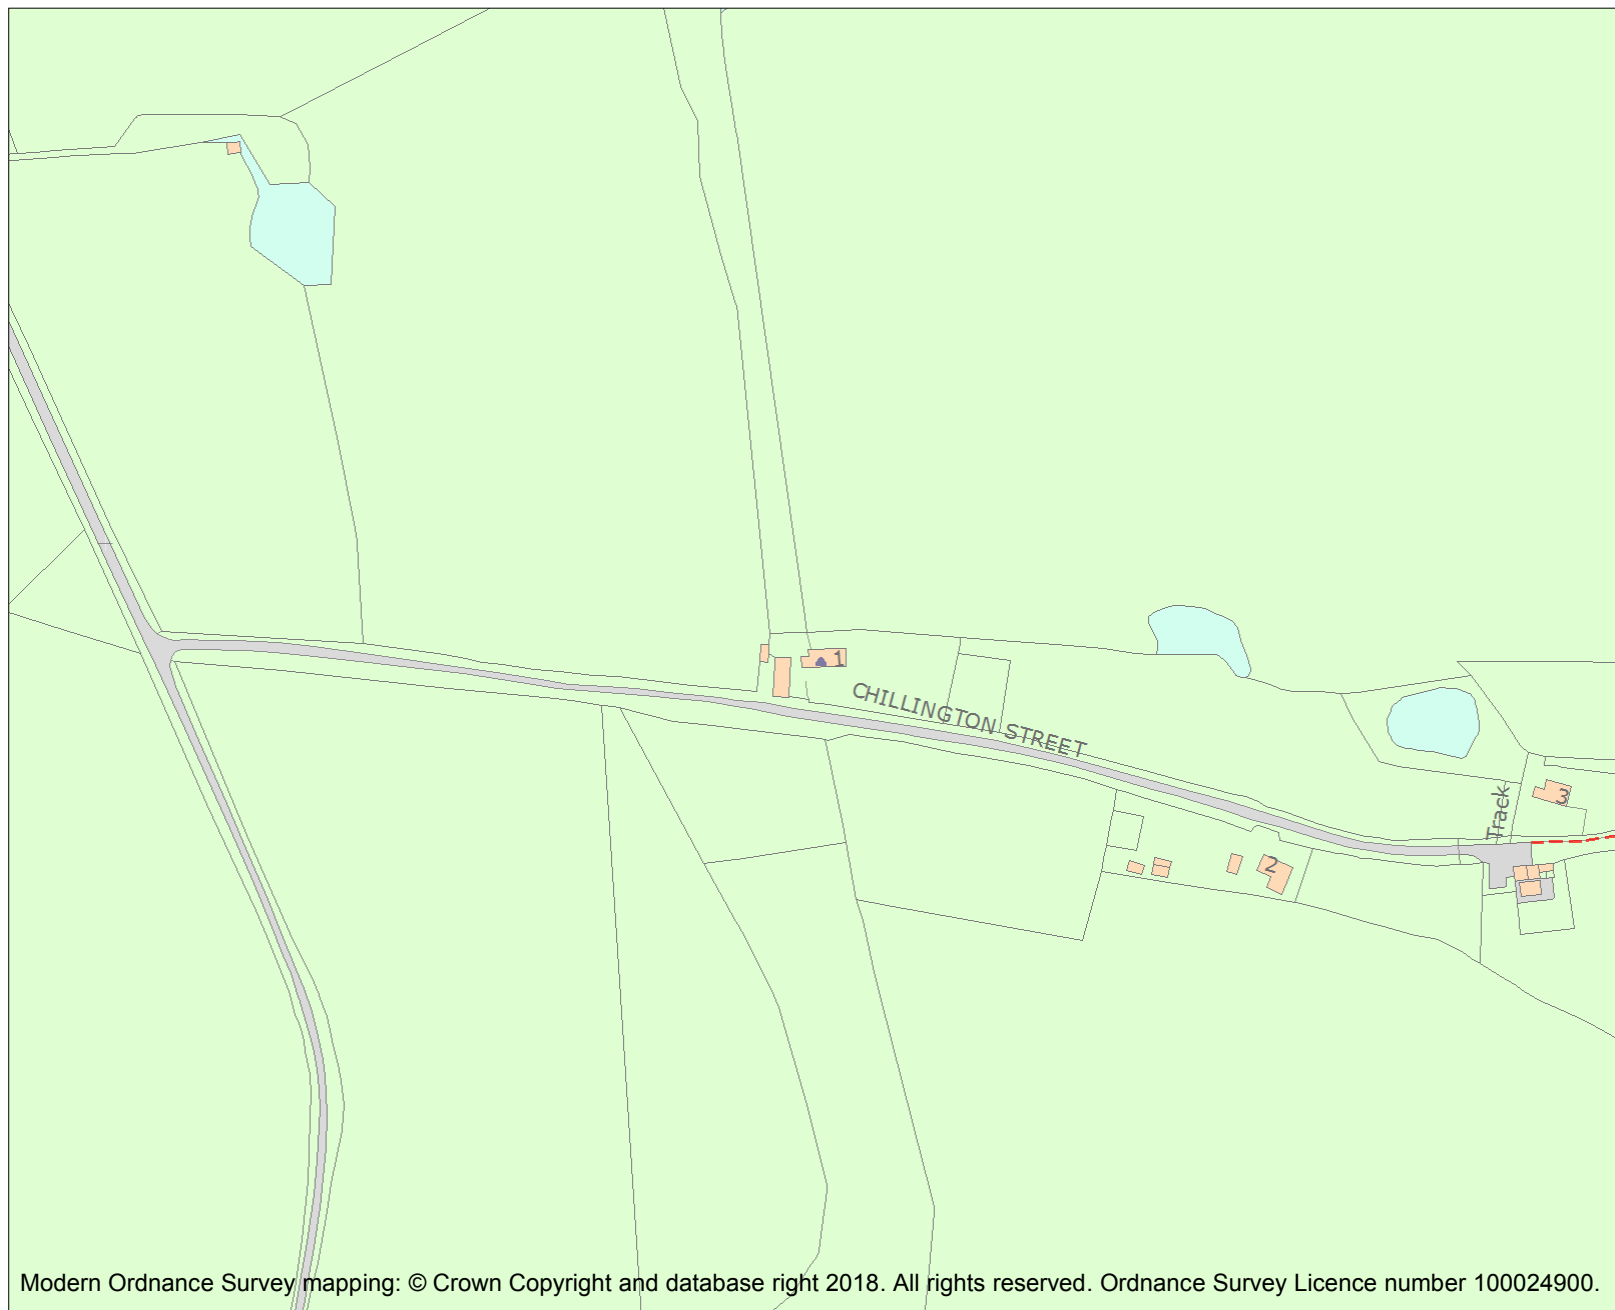 1
CHILLINGTON STREET
Track
3
2
Modern Ordnance Survey mapping: © Crown Copyright and database right 2018. All rights reserved. Ordnance Survey Licence number 100024900.